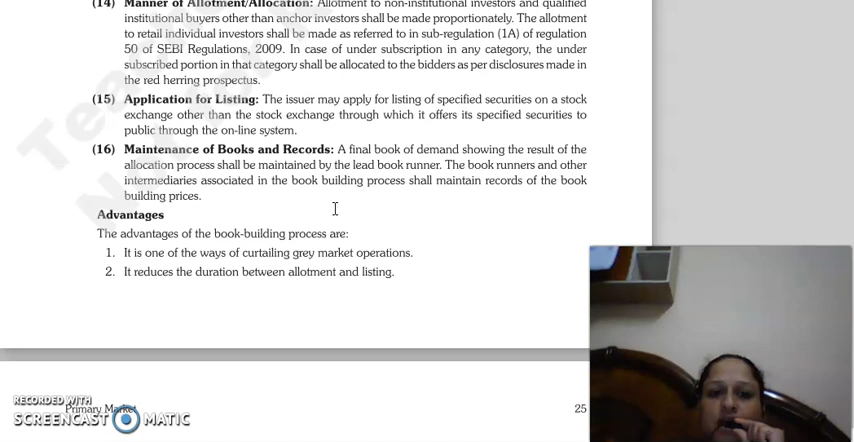 (14) Manner of Allotment/Allocation: Allotment to non-institutional investors and qualified
institutional buyers other than anchor investors shall be made proportionately. The allotment
to retail individual investors shall be made as referred to in sub-regulation (1A) of regulation
50 of SEBI Regulations, 2009. In case of under subscription in any category, the under
subscribed portion in that category shall be allocated to the bidders as per disclosures made in
the red herring prospectus.
(15) Application for Listing: The issuer may apply for listing of specified securities on a stock
exchange other than the stock exchange through which it offers its specified securities to
public through the on-line system.
(16) Maintenance of Books and Records: A final book of demand showing the result of the
allocation process shall be maintained by the lead book runner. The book runners and other
intermediaries associated in the book building process shall maintain records of the book
building prices.
Advantages
The advantages of the book-building process are:
1. It is one of the ways of curtailing grey market operations.
2. It reduces the duration between allotment and listing.
Primary Market 25
RECORDED WITH
SCREENCAST MATIC